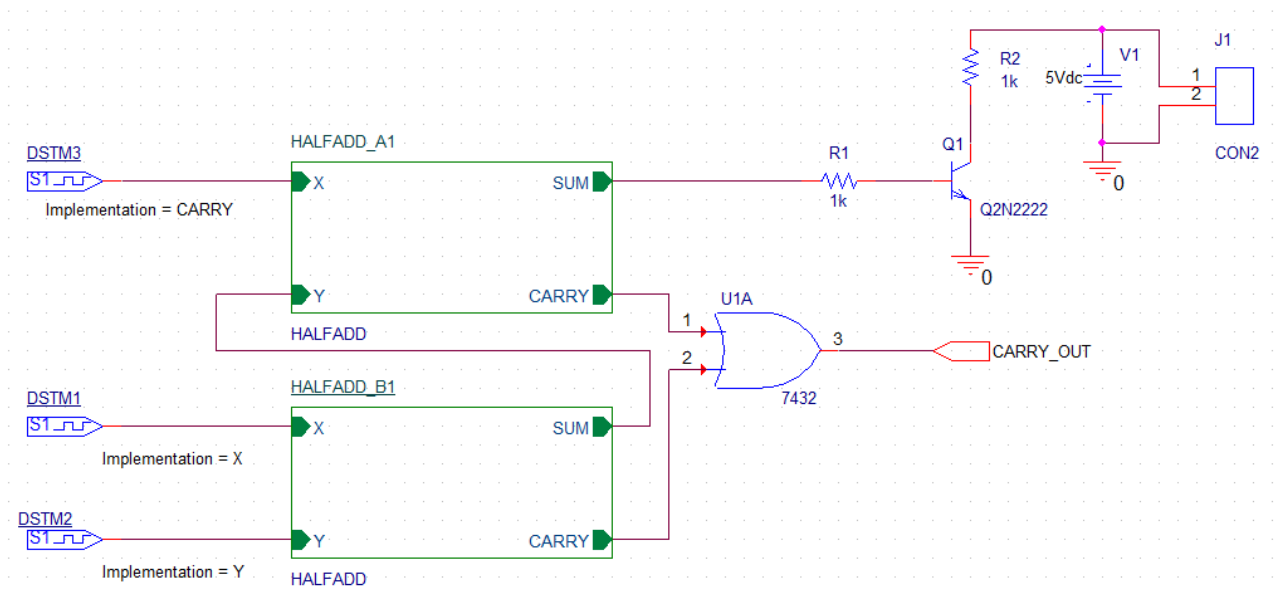 J1
R2
1k
V1
5Vdc
1
2
CON2
0
HALFADD_A1
DSTM3
S1
Implementation = CARRY
X
SUM
Y
CARRY
HALFADD
R1
1k
Q1
Q2N2222
0
U1A
1
2
3
7432
CARRY_OUT
HALFADD_B1
DSTM1
S1
Implementation = X
X
SUM
DSTM2
S1
Implementation = Y
Y
CARRY
HALFADD